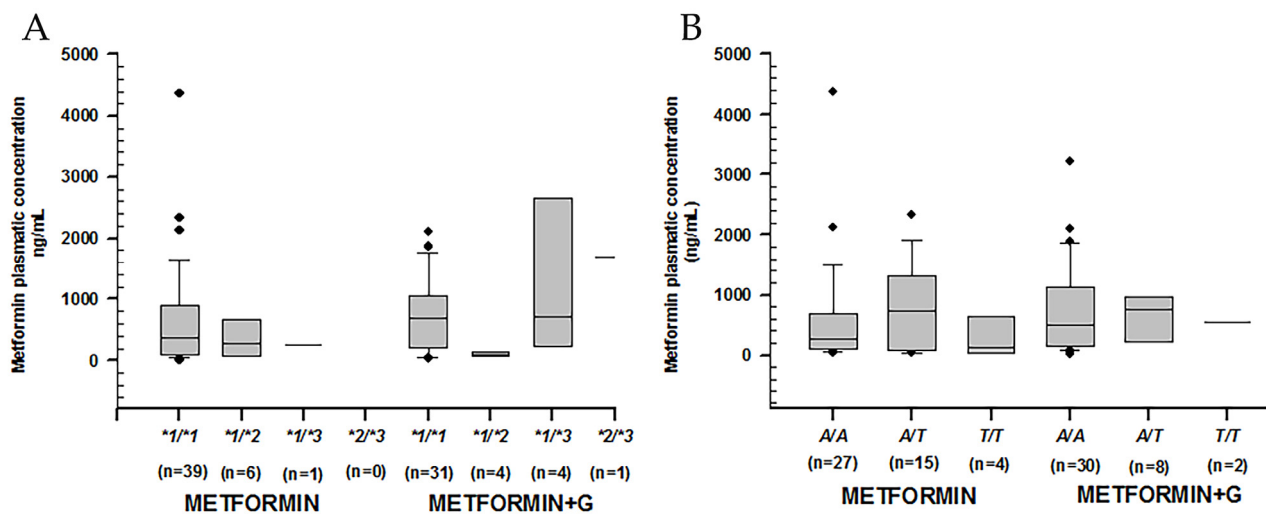 A
Metformin plasmatic concentration
ng/mL
5000
4000
3000
2000
1000
0
*1/*1 *1/*2 *1/*3 *2/*3 *1/*1 *1/*2 *1/*3 *2/*3
(n=39) (n=6) (n=1) (n=0) (n=31) (n=4) (n=4) (n=1)
METFORMIN METFORMIN+G
B
Metformin plasmatic concentration
(ng/mL)
5000
4000
3000
2000
1000
0
A/A A/T T/T A/A A/T T/T
(n=27) (n=15) (n=4) (n=30) (n=8) (n=2)
METFORMIN METFORMIN+G